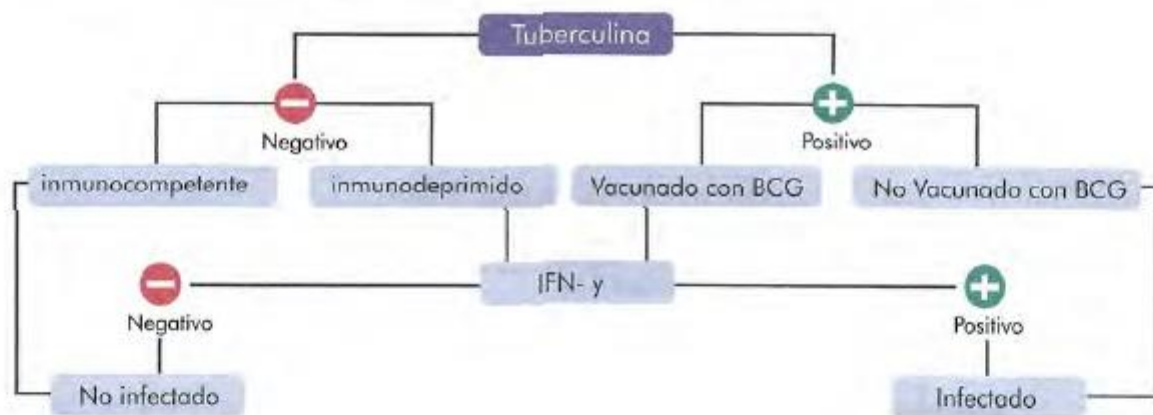 Tuberculina
Negativo
Positivo
inmunocompetente
inmunodeprimido
Vacunado con BCG
No Vacunado con BCG
IFN- y
Negativo
Positivo
No infectado
Infectado